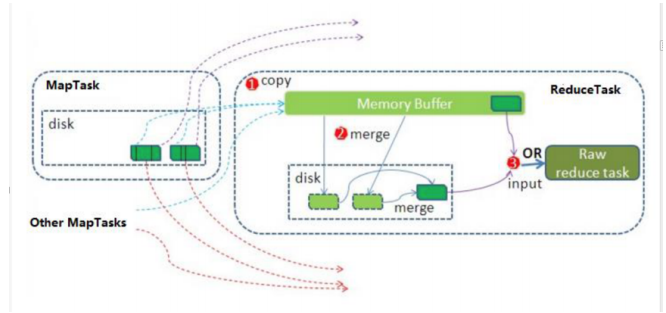 MapTask
disk
Other MapTasks
1 copy
ReduceTask
Memory Buffer
2 merge
disk
merge
3
OR
input
Raw
reduce task